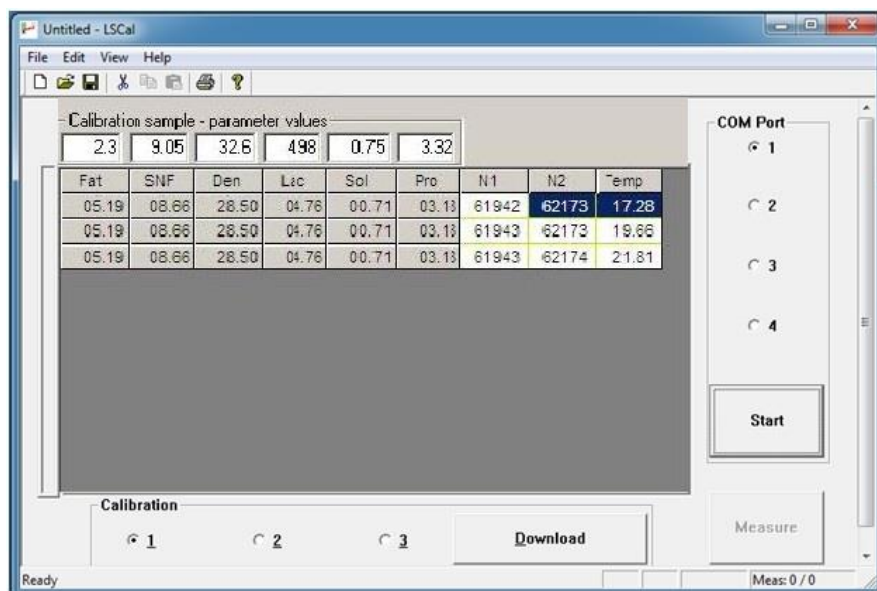 Untitled - LSCal
File Edit View Help
Calibration sample - parameter values
2.3 9.05 32.6 498 0.75 3.32
Fat SNF Den Lac Sol Pro N1 N2 Temp
05.19 08.66 28.50 04.76 00.71 03.18 61942 62173 17.28
05.19 08.66 28.50 04.76 00.71 03.18 61943 62173 19.66
05.19 08.66 28.50 04.76 00.71 03.18 61943 62174 21.81
COM Port
1
2
3
4
Start
Calibration
1 2 3 Download
Measure
Ready Meas: 0 / 0